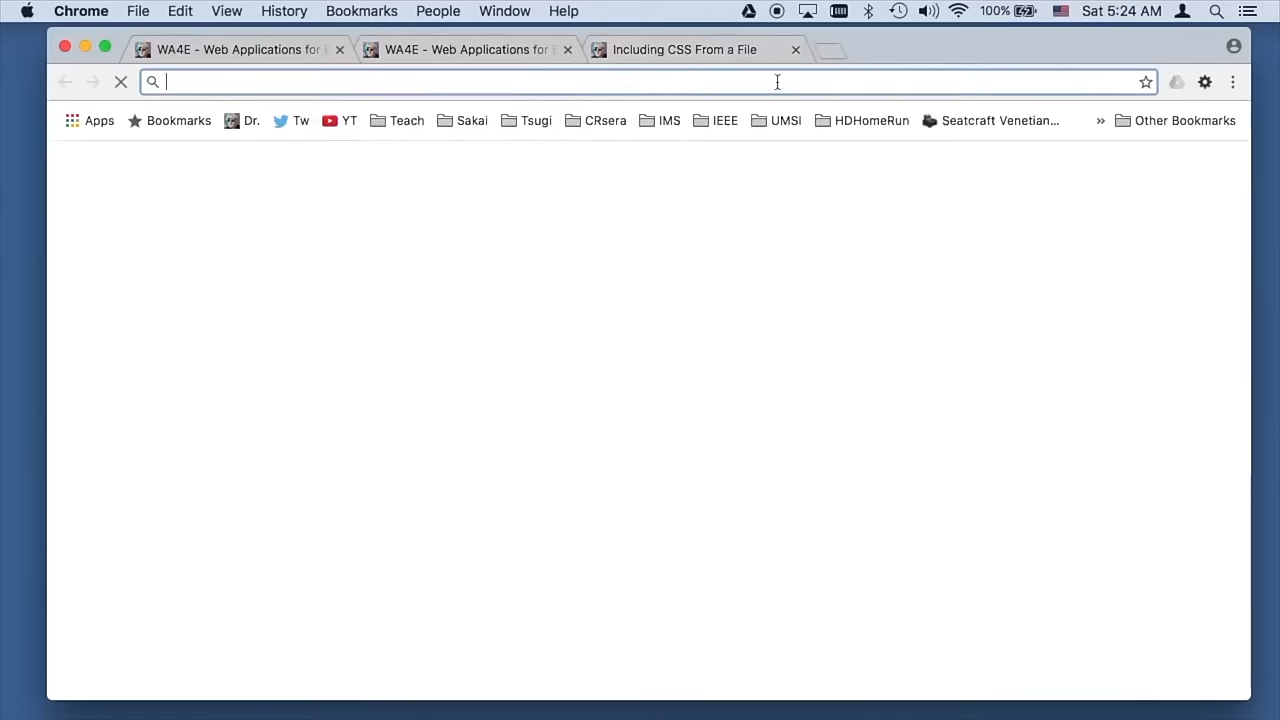 Chrome File Edit View History Bookmarks People Window Help 100% Sat 5:24 AM
WA4E - Web Applications for E WA4E - Web Applications for E Including CSS From a File
Apps Bookmarks Dr. Tw YT Teach Sakai Tsugi CRsera IMS IEEE UMSI HDHomeRun Seatcraft Venetian... » Other Bookmarks